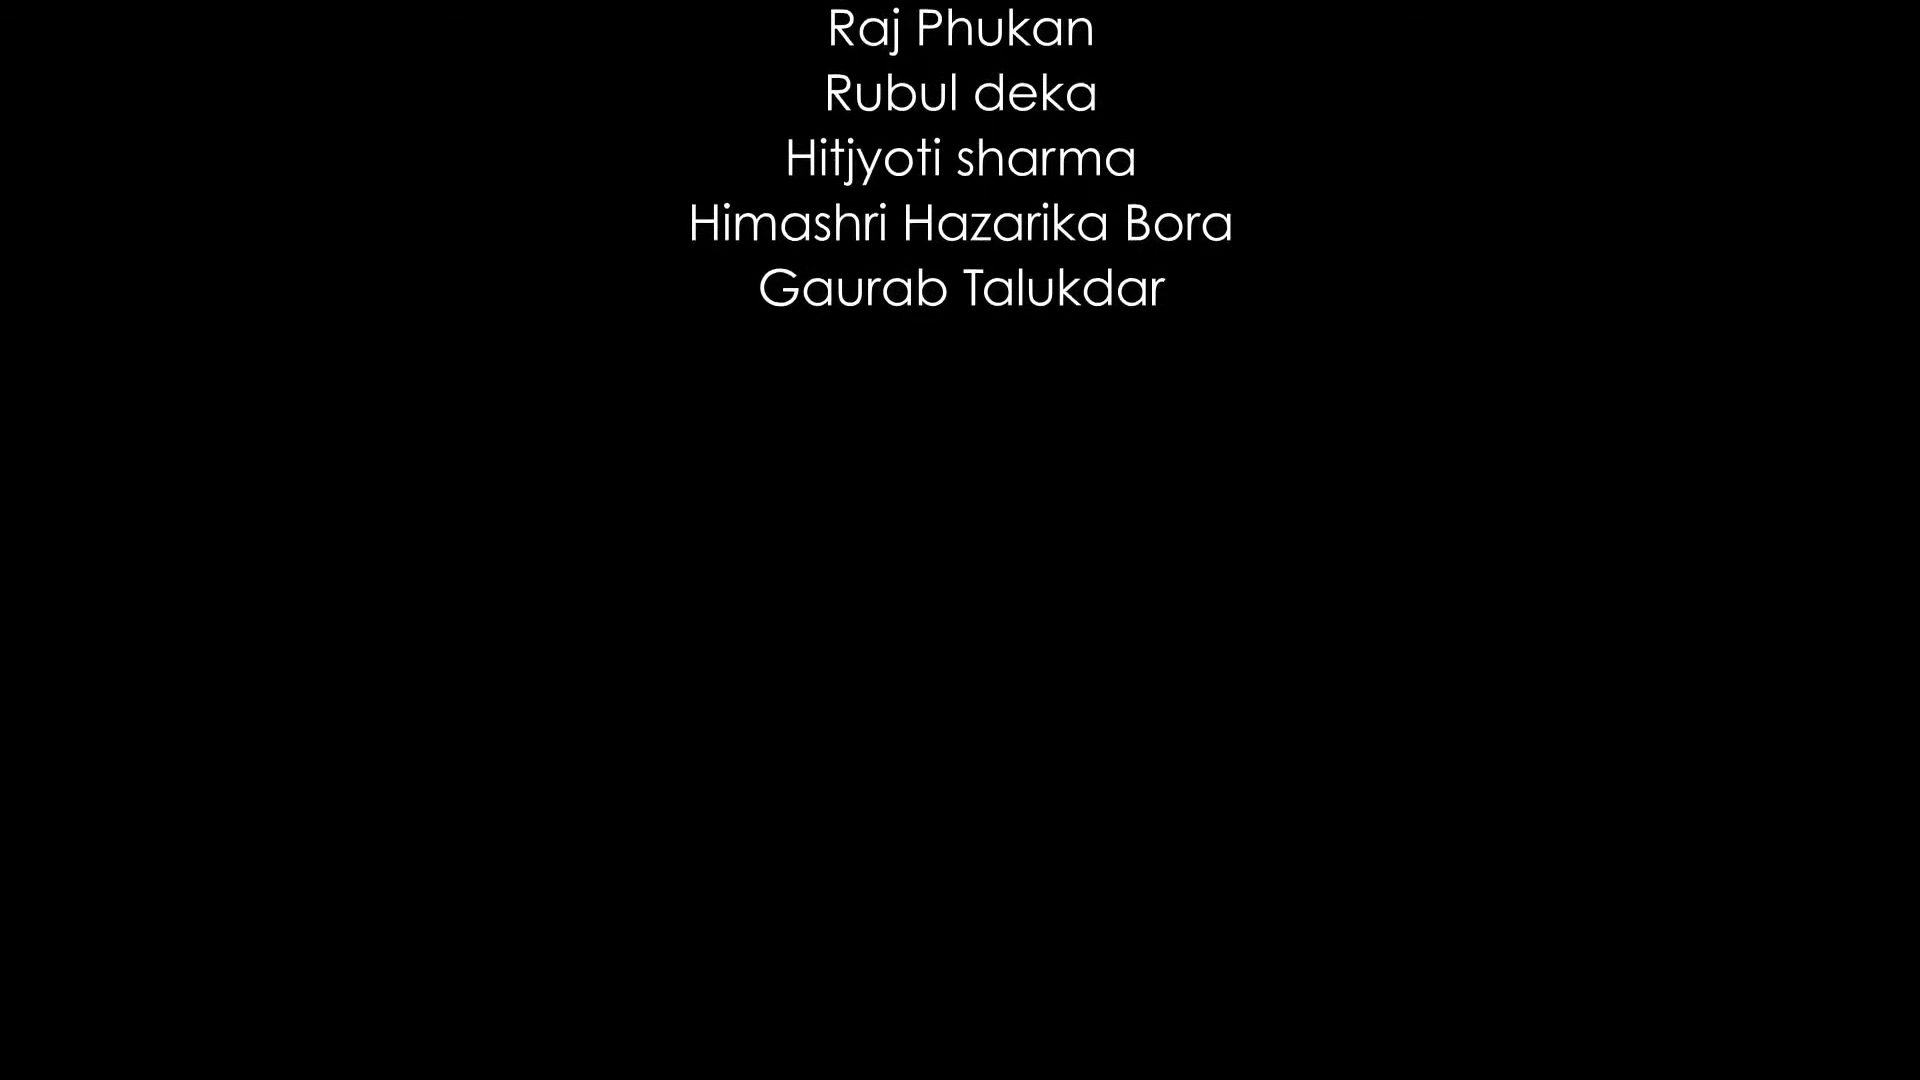 Raj Phukan
Rubul deka
Hitjyoti sharma
Himashri Hazarika Bora
Gaurab Talukdar